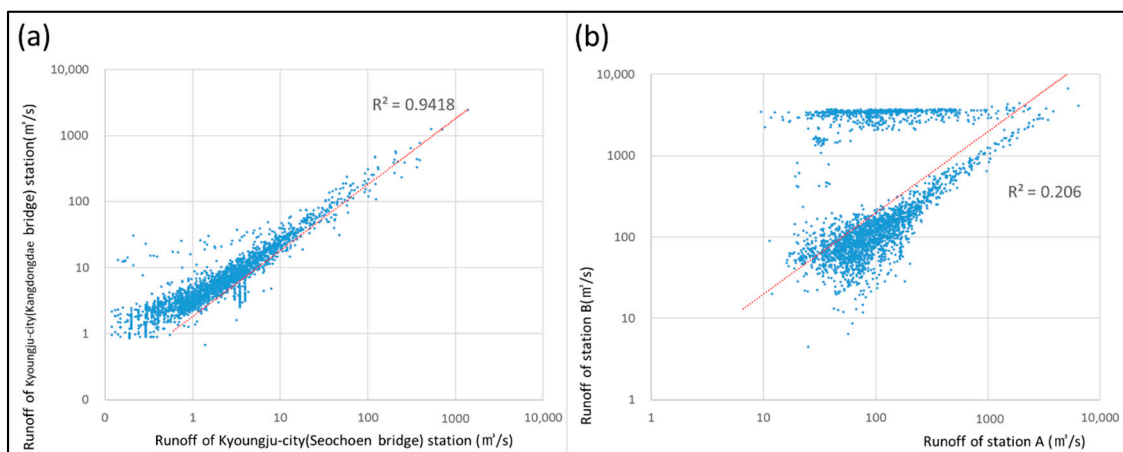 (a)
10,000
1000
100
10
1
0
R² = 0.9418
0
1
10
100
1000
10,000
Runoff of Kyoungju-city(Kangdongdae bridge) station(m³/s)
Runoff of Kyoungju-city(Seochoen bridge) station (m³/s)
(b)
10,000
1000
100
10
1
R² = 0.206
1
10
100
1000
10,000
Runoff of station B(m³/s)
Runoff of station A (m³/s)